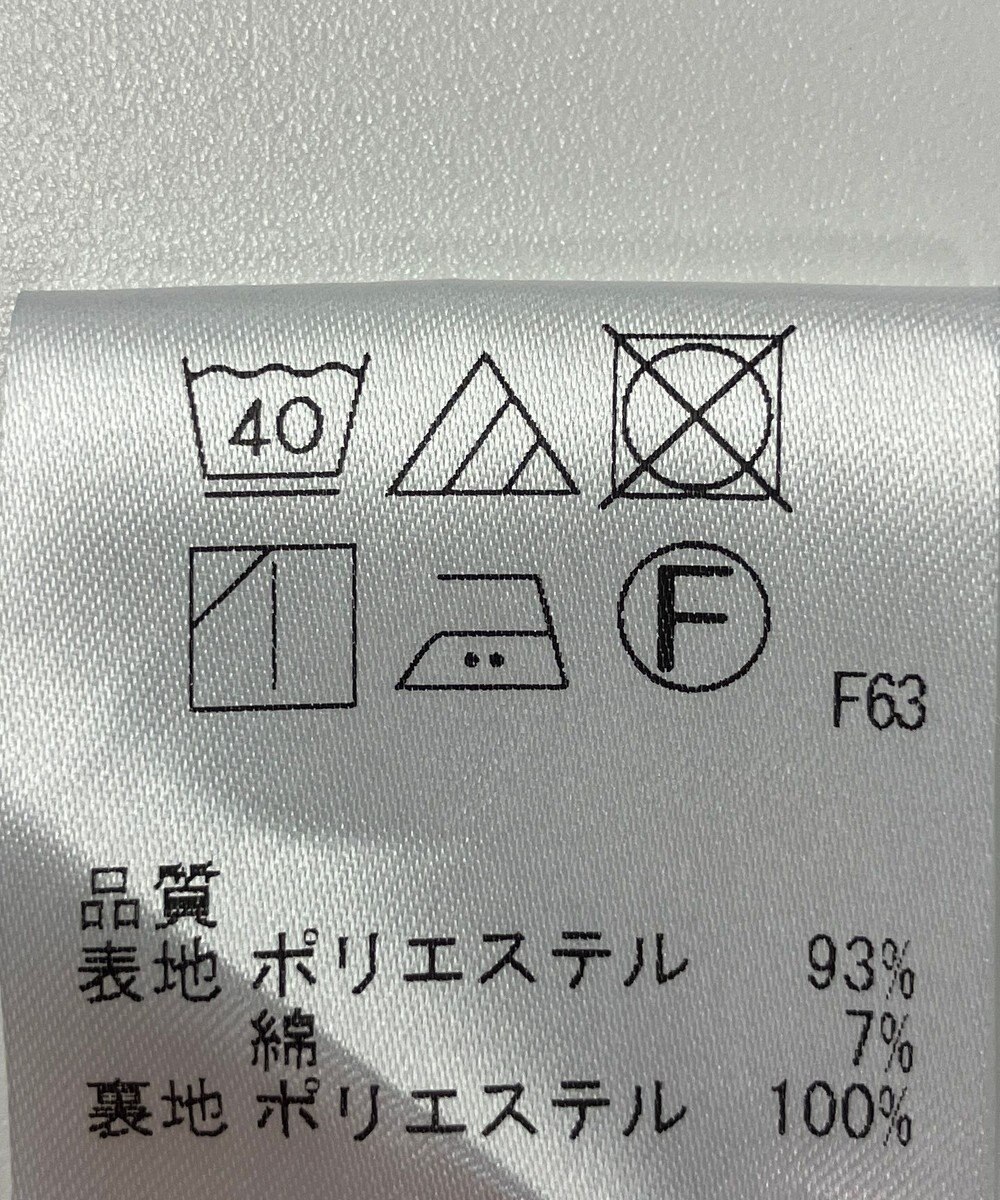 40
F
F63
品質
表地 ポリエステル 93%
綿 7%
裏地 ポリエステル 100%